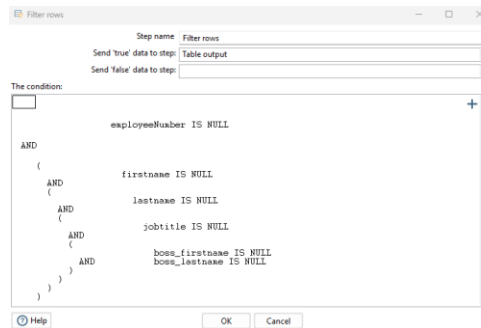 Filter rows
Step name Filter rows
Send 'true' data to step: Table output
Send 'false' data to step:
The condition:
employeeNumber IS NULL
AND
(
firstname IS NULL
AND
(
lastname IS NULL
AND
(
jobtitle IS NULL
AND
(
boss_firstname IS NULL
AND boss_lastname IS NULL
)
)
)
)
Help OK Cancel